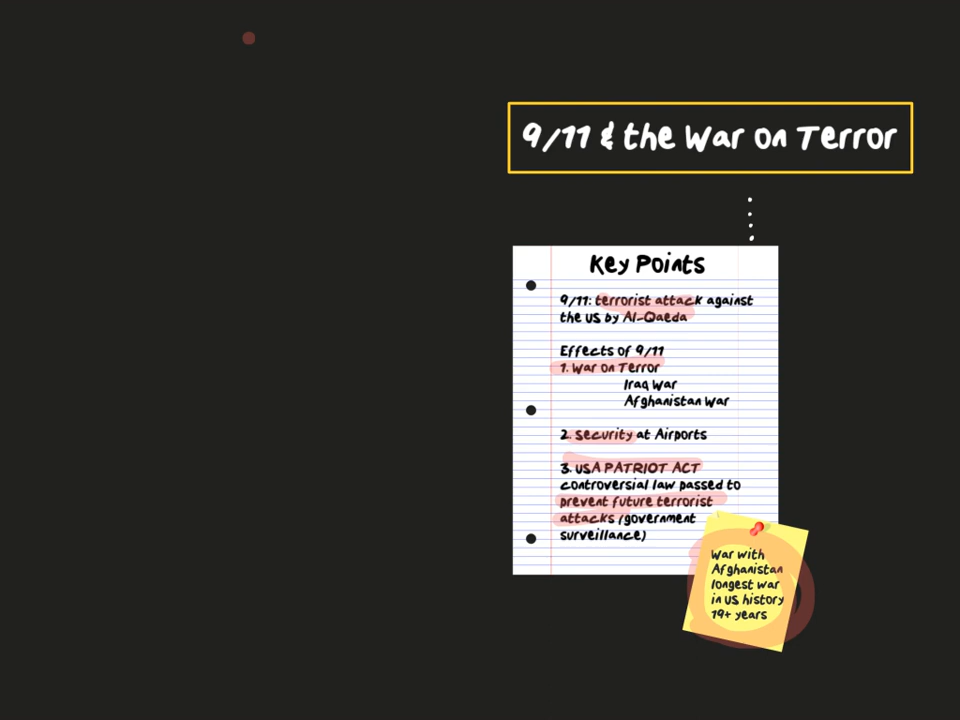 9/11 & the War on Terror
Key Points
9/11: terrorist attack against
the US by Al-Qaeda
Effects of 9/11
1. War on Terror
Iraq War
Afghanistan War
2. Security at Airports
3. USA PATRIOT ACT
controversial law passed to
prevent future terrorist
attacks (government
surveillance)
War with
Afghanistan
longest war
in US history
19+ years